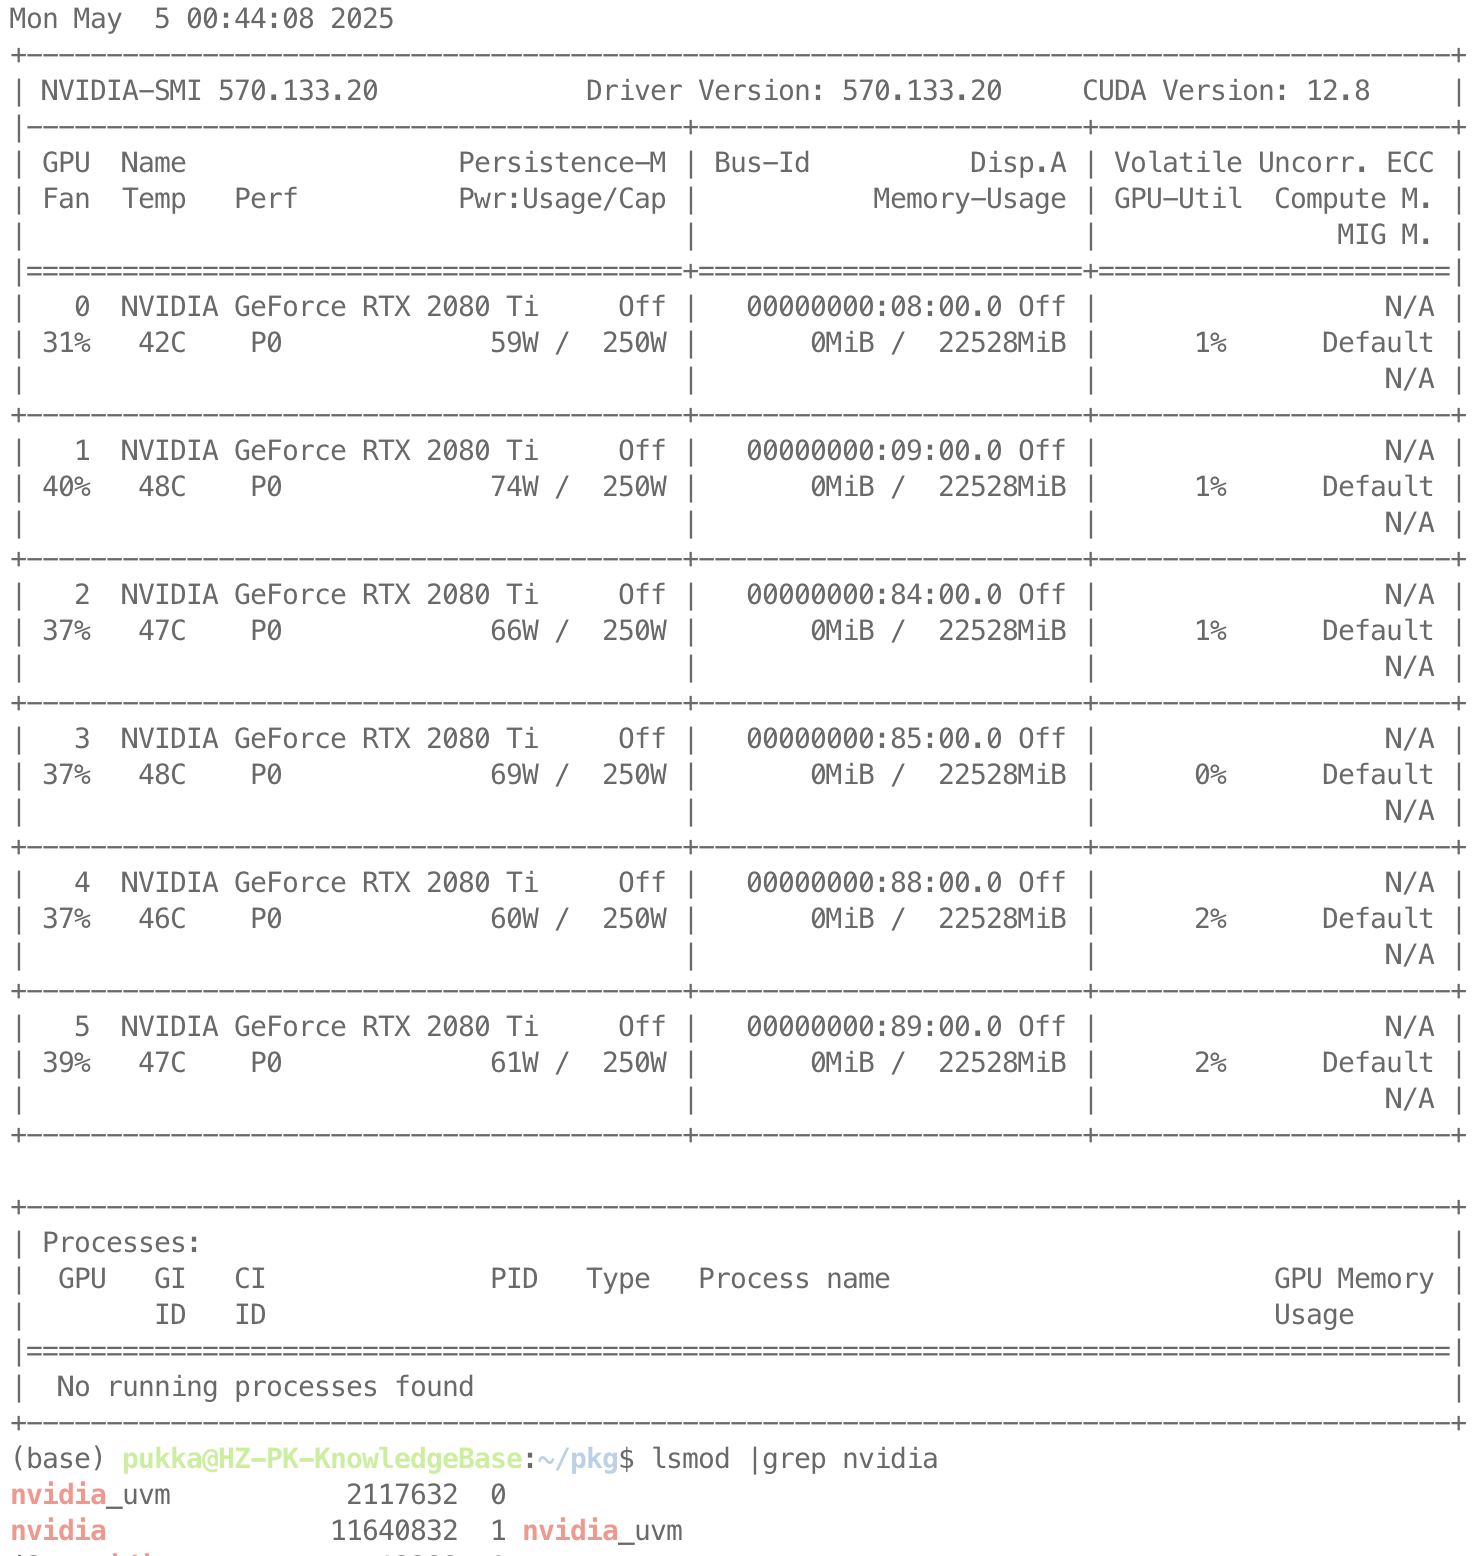 Mon May  5 00:44:08 2025
+-----------------------------------------------------------------------------------------+
| NVIDIA-SMI 570.133.20             Driver Version: 570.133.20     CUDA Version: 12.8     |
|-----------------------------------------+------------------------+----------------------+
| GPU  Name                 Persistence-M | Bus-Id          Disp.A | Volatile Uncorr. ECC |
| Fan  Temp   Perf          Pwr:Usage/Cap |           Memory-Usage | GPU-Util  Compute M. |
|                                         |                        |               MIG M. |
|=========================================+========================+======================|
|   0  NVIDIA GeForce RTX 2080 Ti     Off |   00000000:08:00.0 Off |                  N/A |
| 31%   42C    P0             59W /  250W |       0MiB /  22528MiB |      1%      Default |
|                                         |                        |                  N/A |
+-----------------------------------------+------------------------+----------------------+
|   1  NVIDIA GeForce RTX 2080 Ti     Off |   00000000:09:00.0 Off |                  N/A |
| 40%   48C    P0             74W /  250W |       0MiB /  22528MiB |      1%      Default |
|                                         |                        |                  N/A |
+-----------------------------------------+------------------------+----------------------+
|   2  NVIDIA GeForce RTX 2080 Ti     Off |   00000000:84:00.0 Off |                  N/A |
| 37%   47C    P0             66W /  250W |       0MiB /  22528MiB |      1%      Default |
|                                         |                        |                  N/A |
+-----------------------------------------+------------------------+----------------------+
|   3  NVIDIA GeForce RTX 2080 Ti     Off |   00000000:85:00.0 Off |                  N/A |
| 37%   48C    P0             69W /  250W |       0MiB /  22528MiB |      0%      Default |
|                                         |                        |                  N/A |
+-----------------------------------------+------------------------+----------------------+
|   4  NVIDIA GeForce RTX 2080 Ti     Off |   00000000:88:00.0 Off |                  N/A |
| 37%   46C    P0             60W /  250W |       0MiB /  22528MiB |      2%      Default |
|                                         |                        |                  N/A |
+-----------------------------------------+------------------------+----------------------+
|   5  NVIDIA GeForce RTX 2080 Ti     Off |   00000000:89:00.0 Off |                  N/A |
| 39%   47C    P0             61W /  250W |       0MiB /  22528MiB |      2%      Default |
|                                         |                        |                  N/A |
+-----------------------------------------+------------------------+----------------------+
+-----------------------------------------------------------------------------------------+
| Processes:                                                                              |
|  GPU   GI   CI              PID   Type   Process name                        GPU Memory |
|        ID   ID                                                               Usage      |
|=========================================================================================|
|  No running processes found                                                             |
+-----------------------------------------------------------------------------------------+
(base) pukka@HZ-PK-KnowledgeBase:~/pkg$ lsmod |grep nvidia
nvidia_uvm           2117632  0
nvidia              11640832  1 nvidia_uvm